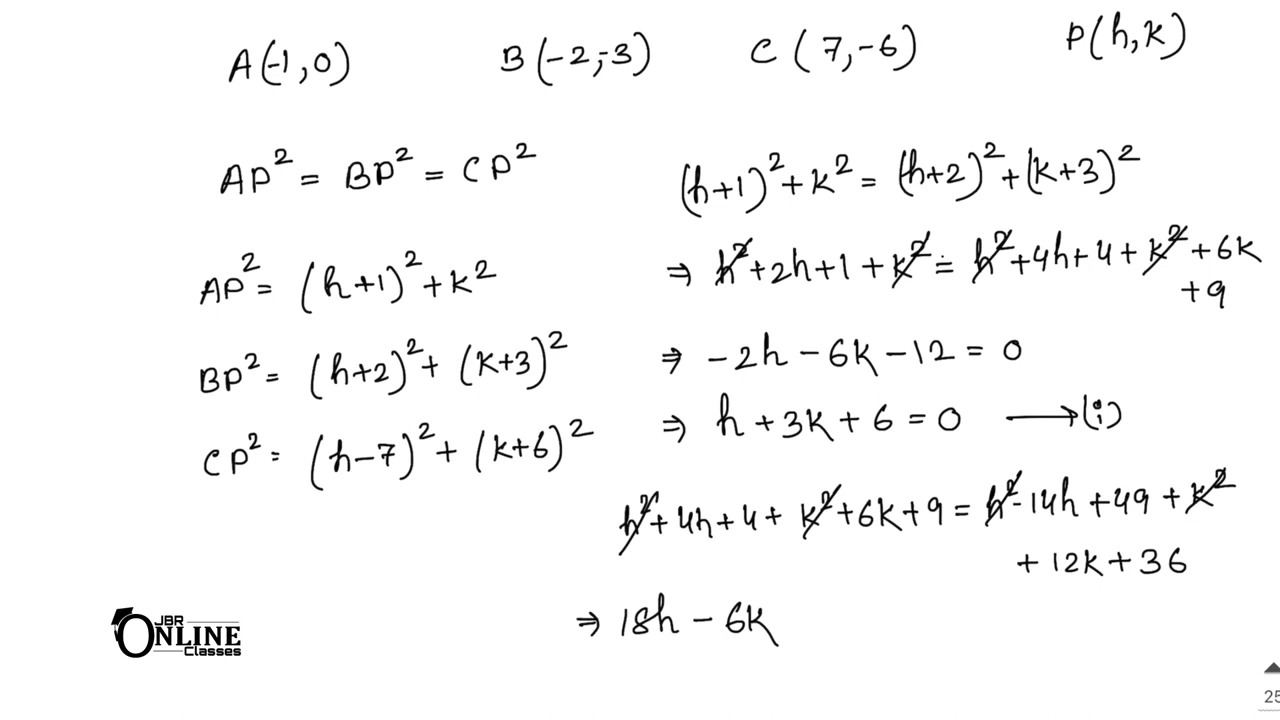 A(-1,0) B(-2,-3) C(7,-6) P(h,k)
AP² = BP² = CP²
AP² = (h+1)² + k²
BP² = (h+2)² + (k+3)²
CP² = (h-7)² + (k+6)²
(h+1)² + k² = (h+2)² + (k+3)²
⇒ h² + 2h + 1 + k² = h² + 4h + 4 + k² + 6k
+ 9
⇒ -2h - 6k - 12 = 0
⇒ h + 3k + 6 = 0 ⟶ (i)
h² + 4h + 4 + k² + 6k + 9 = h² - 14h + 49 + k²
+ 12k + 36
⇒ 18h - 6k
JBR
ONLINE
Classes
25